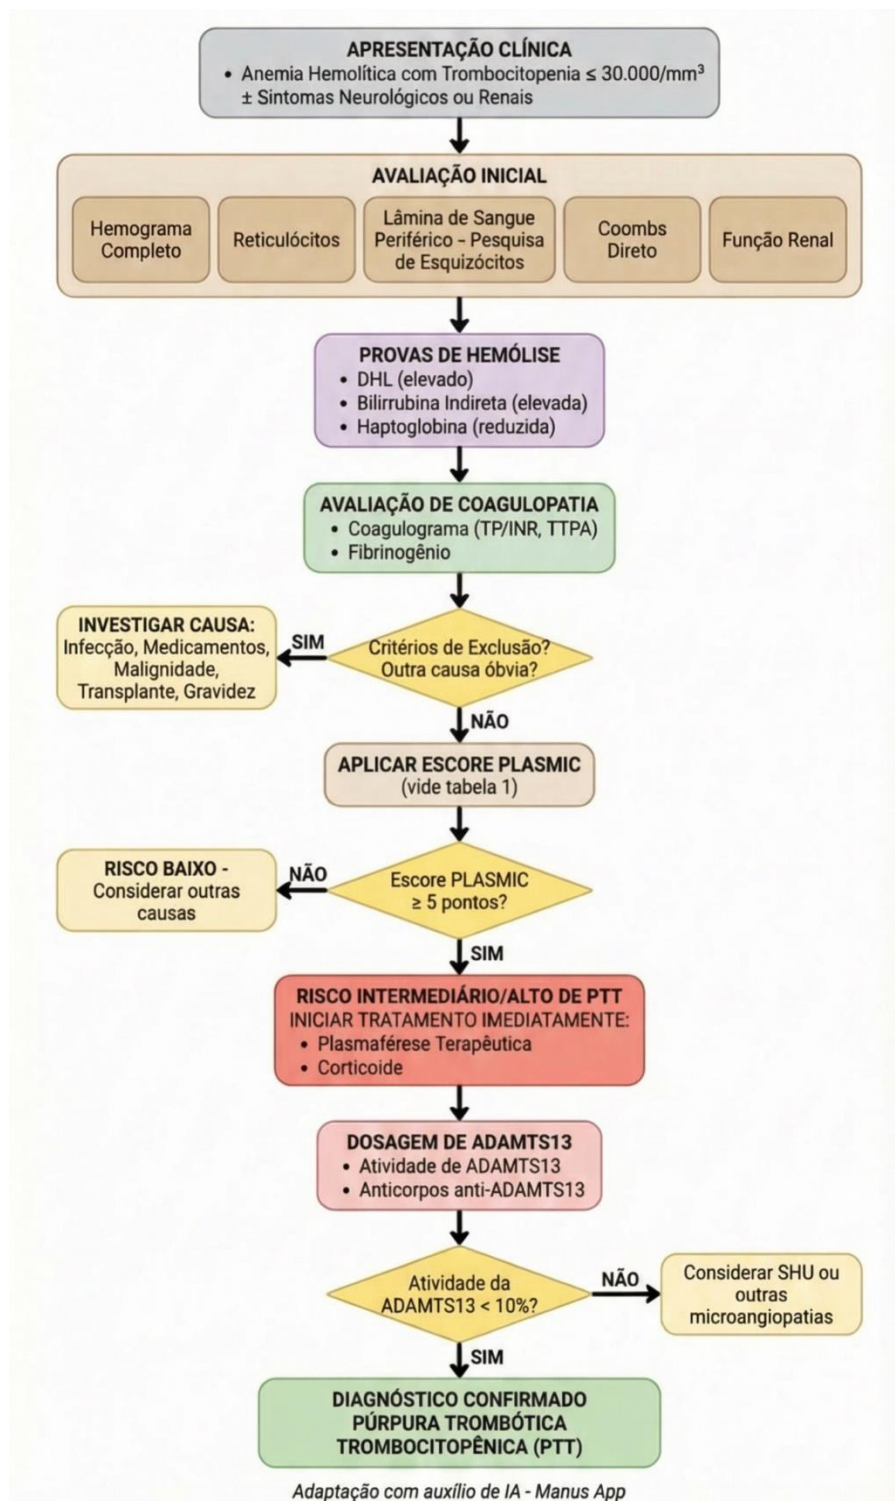 APRESENTAÇÃO CLÍNICA
• Anemia Hemolítica com Trombocitopenia ≤ 30.000/mm³
± Sintomas Neurológicos ou Renais
AVALIAÇÃO INICIAL
Hemograma
Completo
Reticulócitos
Lâmina de Sangue
Periférico - Pesquisa
de Esquizócitos
Coombs
Direto
Função Renal
PROVAS DE HEMÓLISE
• DHL (elevado)
• Bilirrubina Indireta (elevada)
• Haptoglobina (reduzida)
AVALIAÇÃO DE COAGULOPATIA
• Coagulograma (TP/INR, TTPA)
• Fibrinogênio
Critérios de Exclusão?
Outra causa óbvia?
SIM
INVESTIGAR CAUSA:
Infecção, Medicamentos,
Malignidade,
Transplante, Gravidez
NÃO
APLICAR ESCORE PLASMIC
(vide tabela 1)
Escore PLASMIC
≥ 5 pontos?
NÃO
RISCO BAIXO -
Considerar outras
causas
SIM
RISCO INTERMEDIÁRIO/ALTO DE PTT
INICIAR TRATAMENTO IMEDIATAMENTE:
• Plasmaférese Terapêutica
• Corticoide
DOSAGEM DE ADAMTS13
• Atividade de ADAMTS13
• Anticorpos anti-ADAMTS13
Atividade da
ADAMTS13 < 10%?
NÃO
Considerar SHU ou
outras
microangiopatias
SIM
DIAGNÓSTICO CONFIRMADO
PÚRPURA TROMBÓTICA
TROMBOCITOPÊNICA (PTT)
Adaptação com auxílio de IA - Manus App